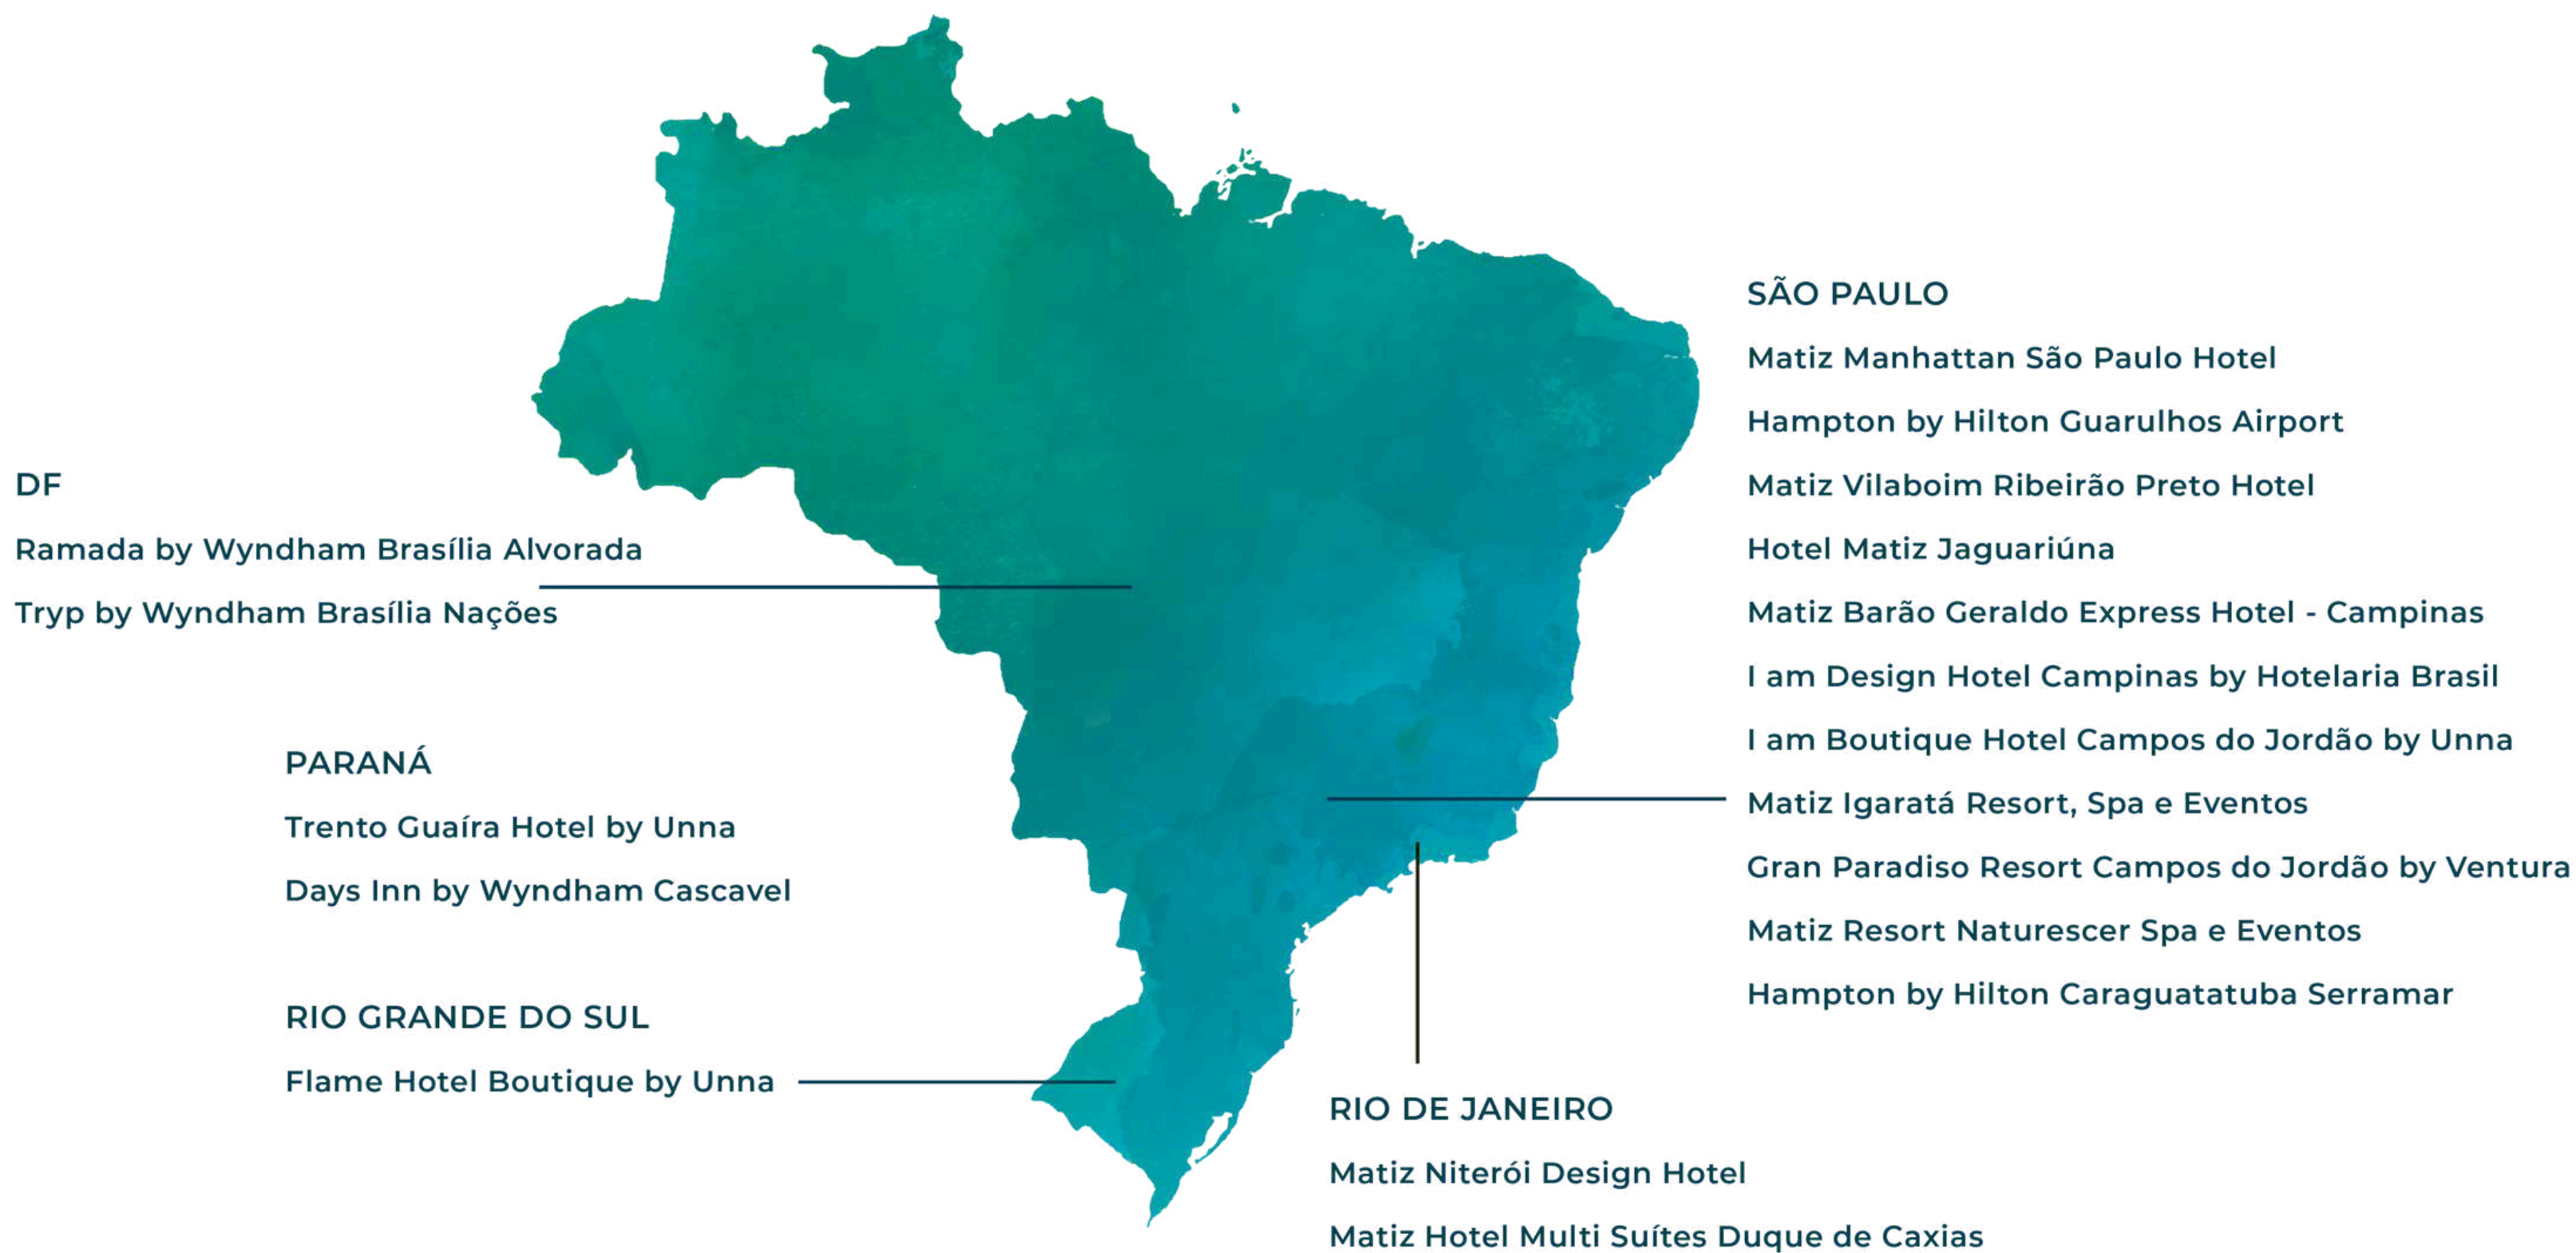 DF
Ramada by Wyndham Brasília Alvorada
Tryp by Wyndham Brasília Nações
PARANÁ
Trento Guaíra Hotel by Unna
Days Inn by Wyndham Cascavel
RIO GRANDE DO SUL
Flame Hotel Boutique by Unna
SÃO PAULO
Matiz Manhattan São Paulo Hotel
Hampton by Hilton Guarulhos Airport
Matiz Vilaboim Ribeirão Preto Hotel
Hotel Matiz Jaguariúna
Matiz Barão Geraldo Express Hotel - Campinas
I am Design Hotel Campinas by Hotelaria Brasil
I am Boutique Hotel Campos do Jordão by Unna
Matiz Igaratá Resort, Spa e Eventos
Gran Paradiso Resort Campos do Jordão by Ventura
Matiz Resort Naturescer Spa e Eventos
Hampton by Hilton Caraguatatuba Serramar
RIO DE JANEIRO
Matiz Niterói Design Hotel
Matiz Hotel Multi Suítes Duque de Caxias